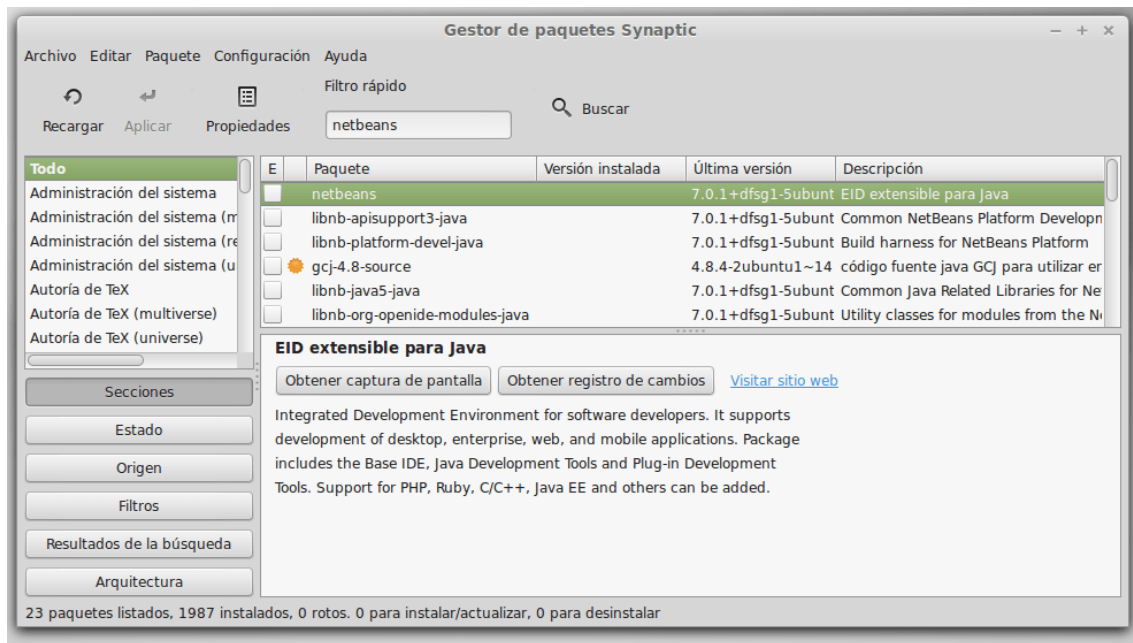 Gestor de paquetes Synaptic
Archivo Editar Paquete Configuración Ayuda
Recargar Aplicar Propiedades
Filtro rápido
netbeans
Buscar
Todo
Administración del sistema
Administración del sistema (m
Administración del sistema (re
Administración del sistema (u
Autoría de TeX
Autoría de TeX (multiverse)
Autoría de TeX (universe)
Secciones
Estado
Origen
Filtros
Resultados de la búsqueda
Arquitectura
E Paquete Versión instalada Última versión Descripción
netbeans 7.0.1+dfsg1-5ubunt EID extensible para Java
libnb-apisupport3-java 7.0.1+dfsg1-5ubunt Common NetBeans Platform Developn
libnb-platform-devel-java 7.0.1+dfsg1-5ubunt Build harness for NetBeans Platform
gcj-4.8-source 4.8.4-2ubuntu1~14 código fuente java GCJ para utilizar er
libnb-java5-java 7.0.1+dfsg1-5ubunt Common Java Related Libraries for Ne
libnb-org-openide-modules-java 7.0.1+dfsg1-5ubunt Utility classes for modules from the N
EID extensible para Java
Obtener captura de pantalla Obtener registro de cambios Visitar sitio web
Integrated Development Environment for software developers. It supports
development of desktop, enterprise, web, and mobile applications. Package
includes the Base IDE, Java Development Tools and Plug-in Development
Tools. Support for PHP, Ruby, C/C++, Java EE and others can be added.
23 paquetes listados, 1987 instalados, 0 rotos. 0 para instalar/actualizar, 0 para desinstalar